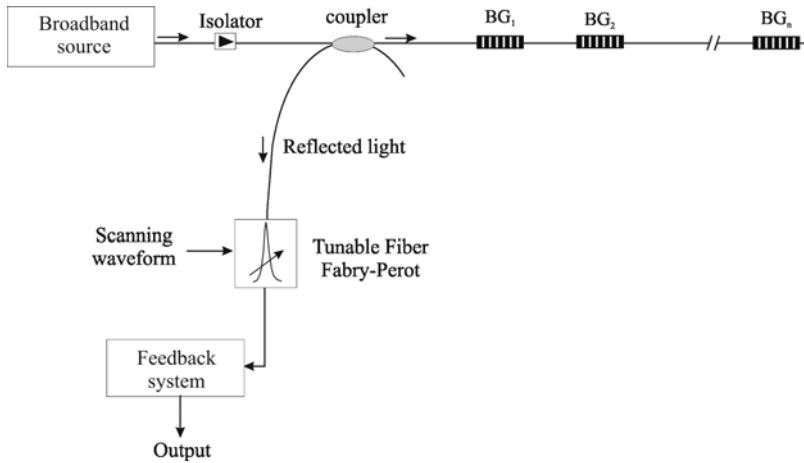 Broadband
source
Isolator
coupler
BG1
BG2
BGn
Reflected light
Scanning
waveform
Tunable Fiber
Fabry-Perot
Feedback
system
Output